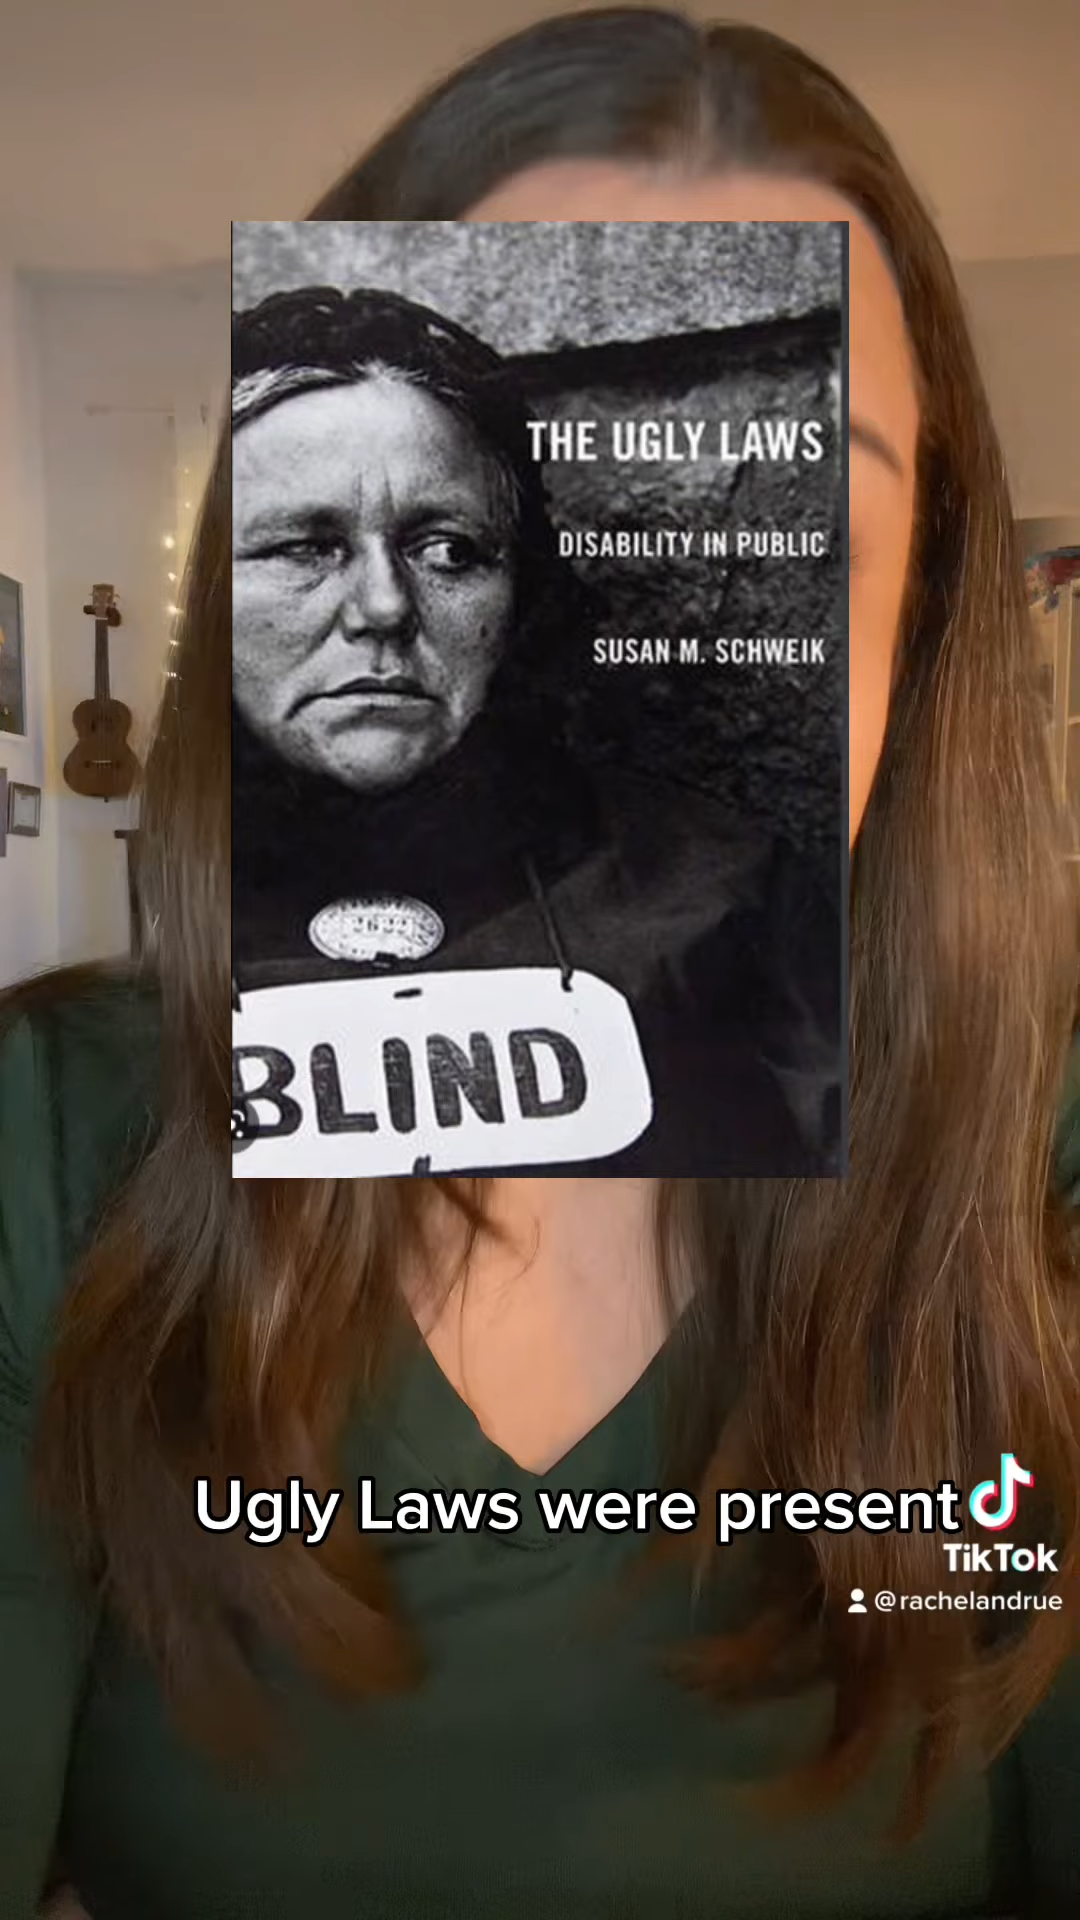 THE UGLY LAWS
DISABILITY IN PUBLIC
SUSAN M. SCHWEIK
BLIND
Ugly Laws were present
TikTok
@rachelandrue